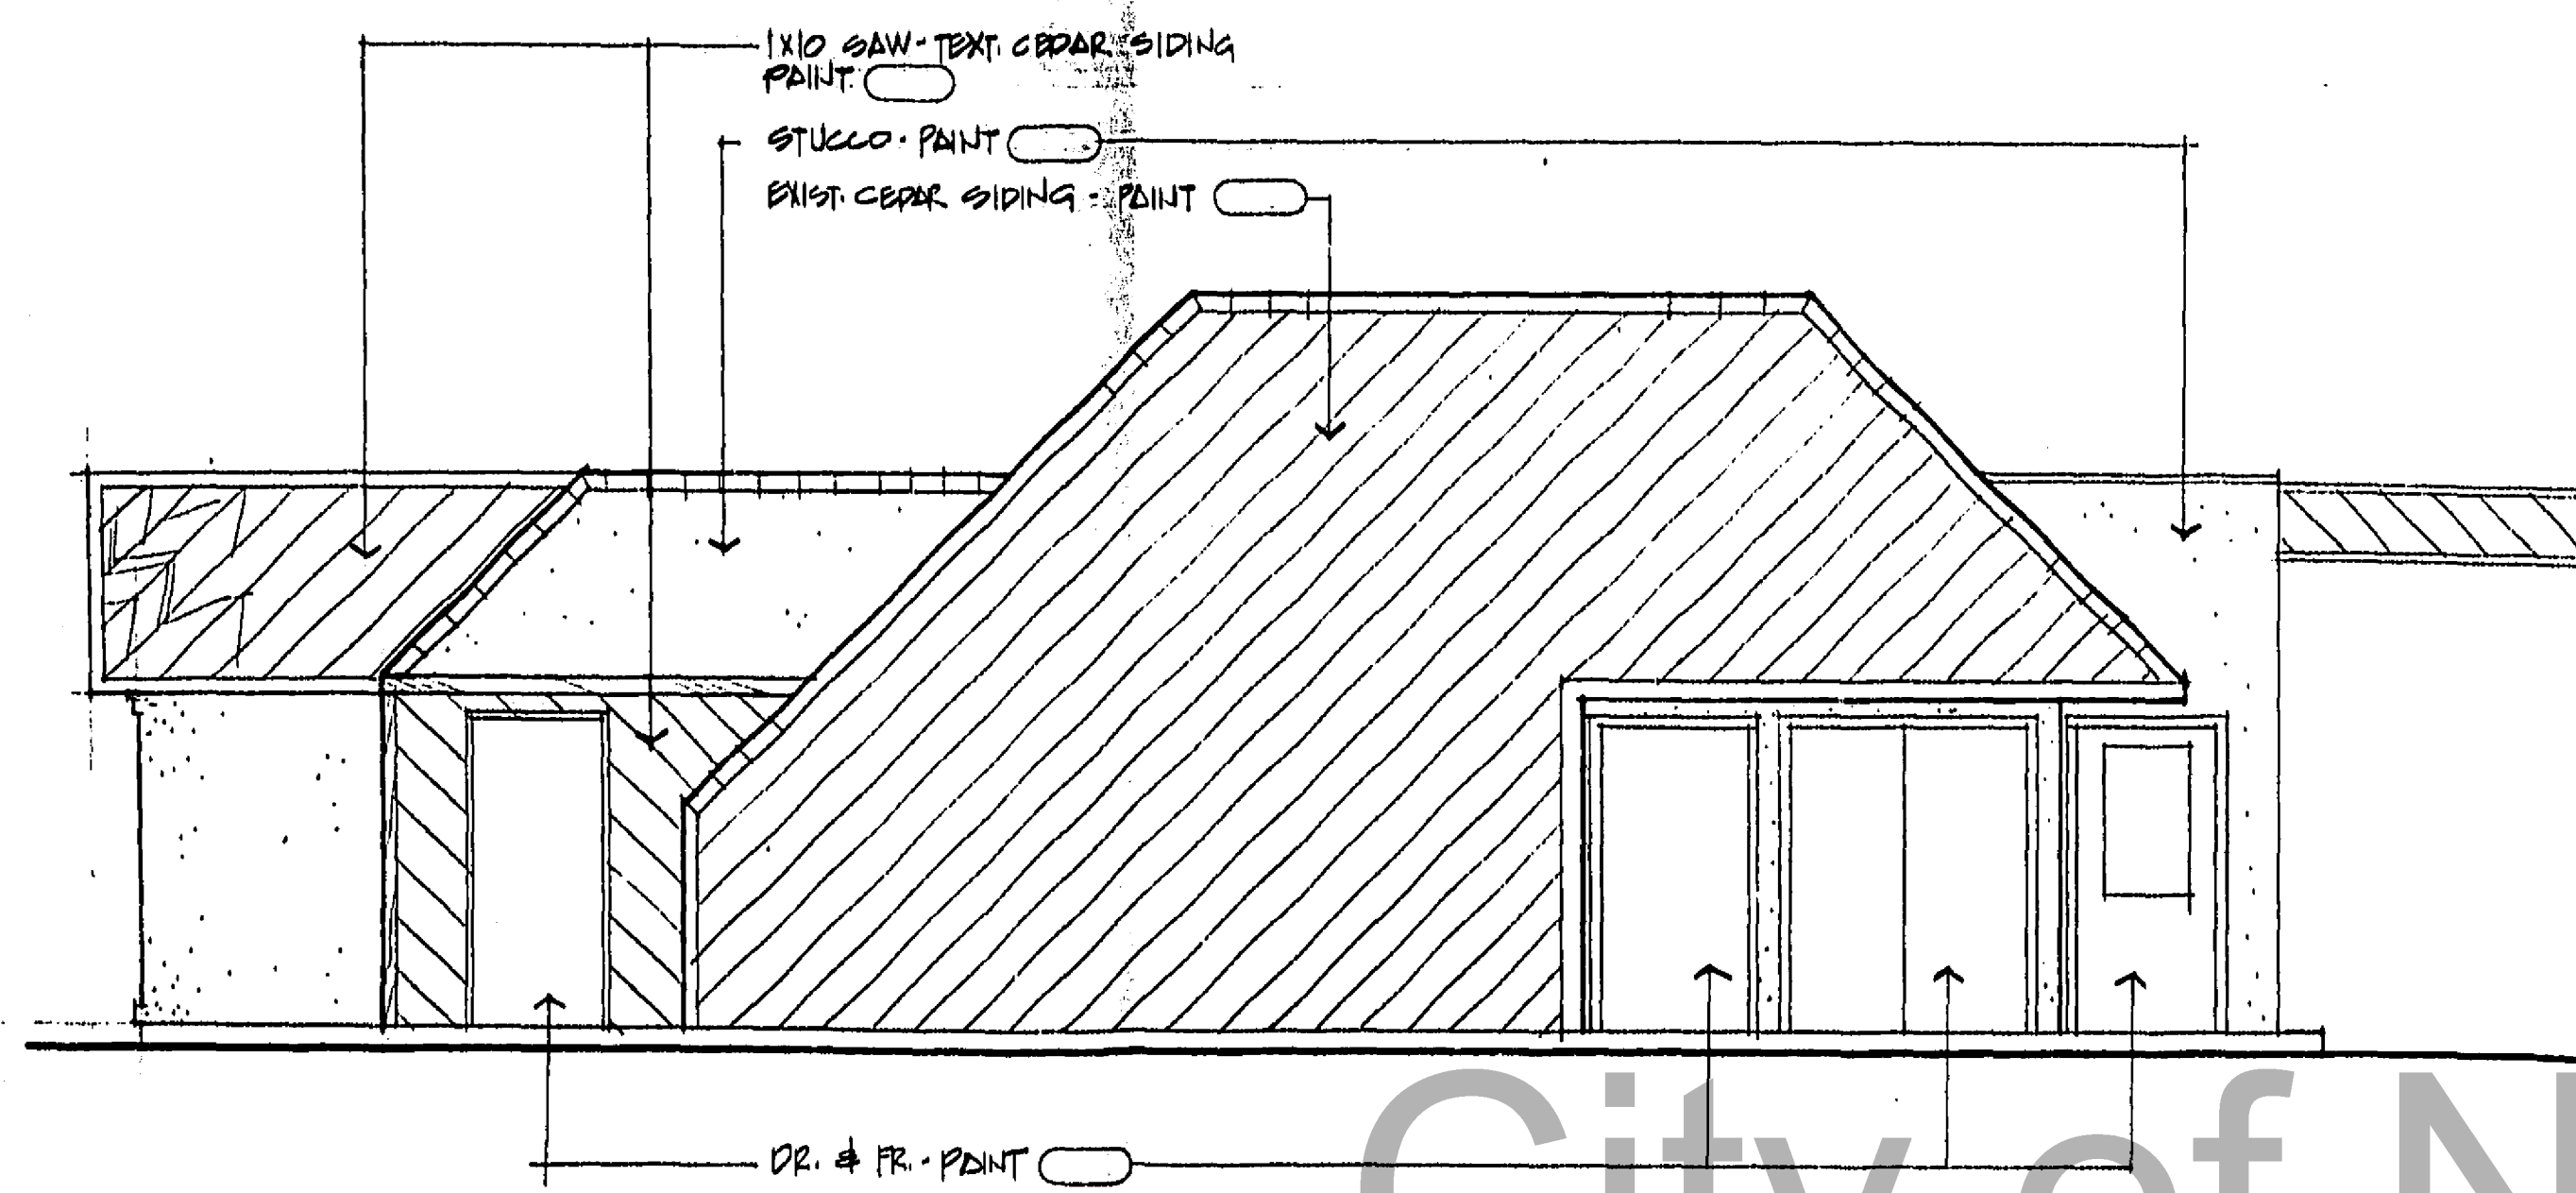 1X10 SAW-TEXT. CEDAR SIDING
PAINT.
STUCCO. PAINT
EXIST. CEDAR SIDING - PAINT
DR. & FR. - PAINT
City of N